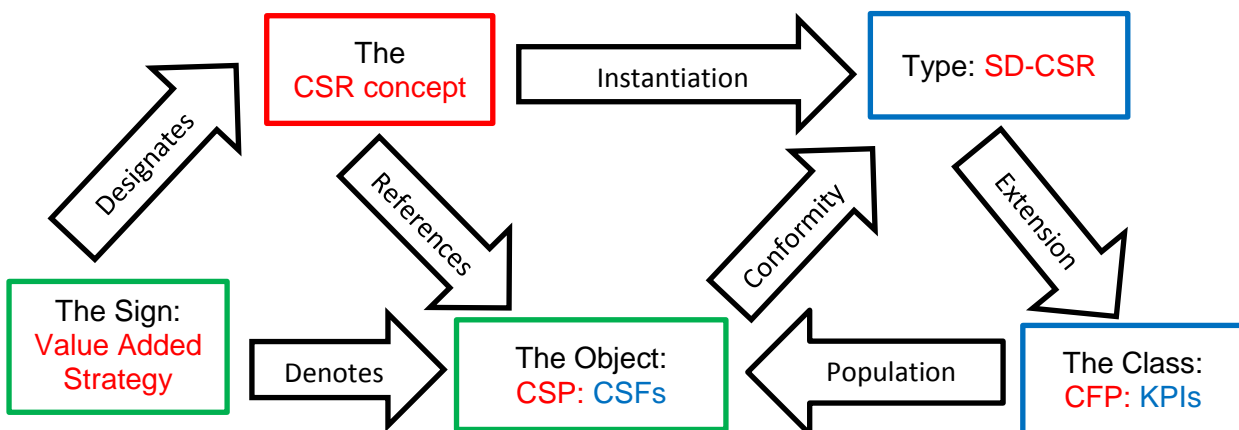 The
CSR concept
Instantiation
Type: SD-CSR
Designates
References
Conformity
Extension
The Sign:
Value Added
Strategy
Denotes
The Object:
CSP: CSFs
Population
The Class:
CFP: KPIs